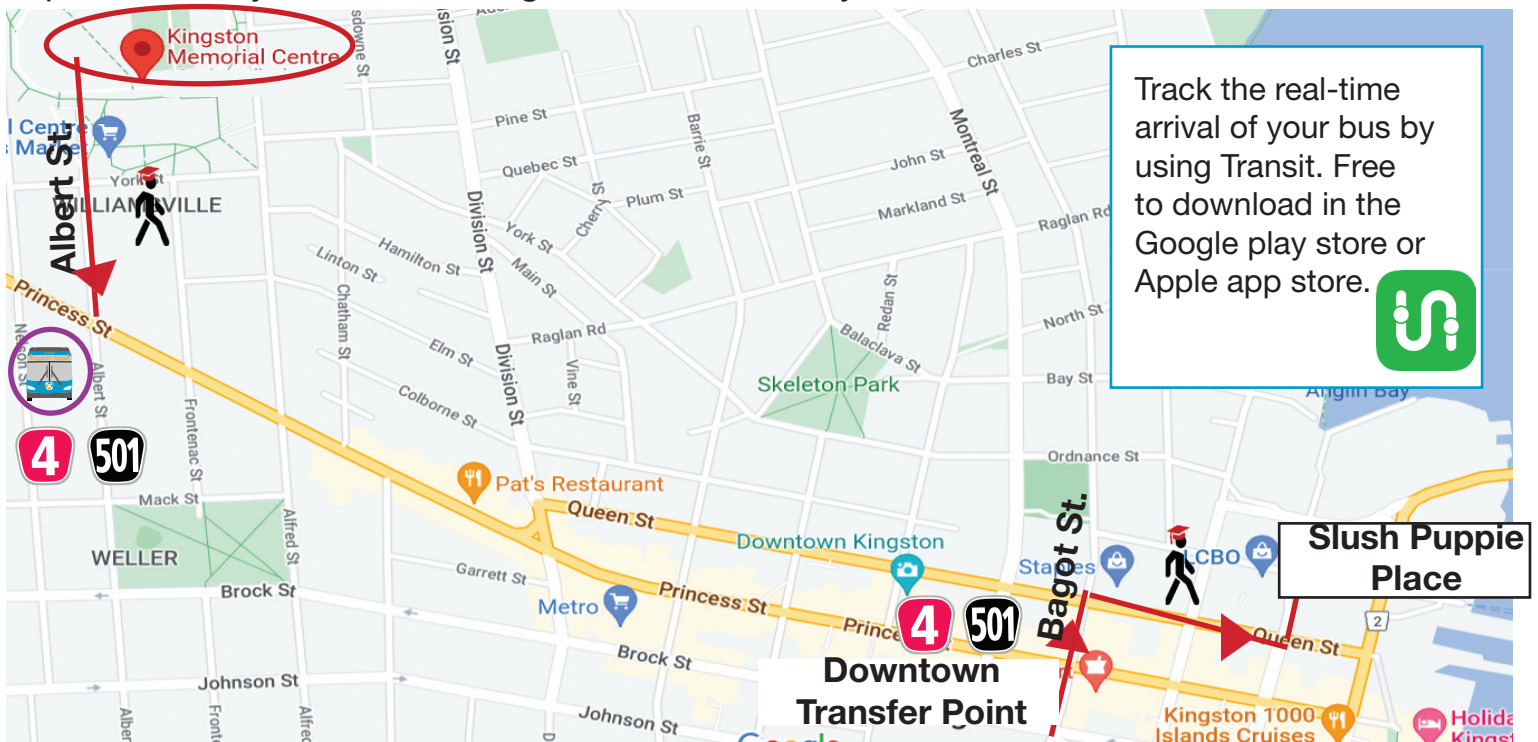 Kingston
Memorial Centre
Charles St
Pine St
Barrie St
Montreal St
Quebec St
John St
Albert St.
York St
WILLIAMSVILLE
Cherry St
Plum St
Markland St
Raglan Rd
Track the real-time
arrival of your bus by
using Transit. Free
to download in the
Google play store or
Apple app store.
Division St
York St
Main St
Hamilton St
Linton St
Chatham St
Princess St
Nelson St
Albert St
Frontenac St
Raglan Rd
Elm St
Vine St
Colborne St
Division St
Redan St
Balaclava St
North St
Skeleton Park
Bay St
Anglin Bay
4
501
Ordnance St
Mack St
Alfred St
Pat's Restaurant
Queen St
Downtown Kingston
WELLER
Brock St
Garrett St
Metro
Princess St
Staples
Bagot St.
LCBO
Slush Puppie
Place
4
501
Queen St
2
Brock St
Downtown
Transfer Point
Johnson St
Johnson St
Kingston 1000
Islands Cruises